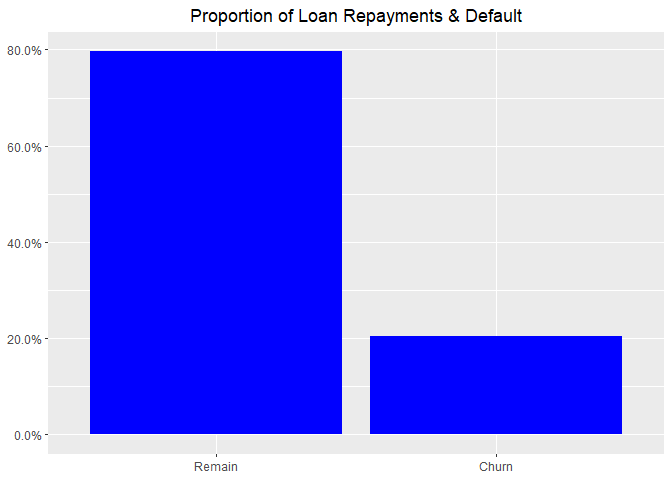 Proportion of Loan Repayments & Default
80.0%
60.0%
40.0%
20.0%
0.0%
Remain
Churn